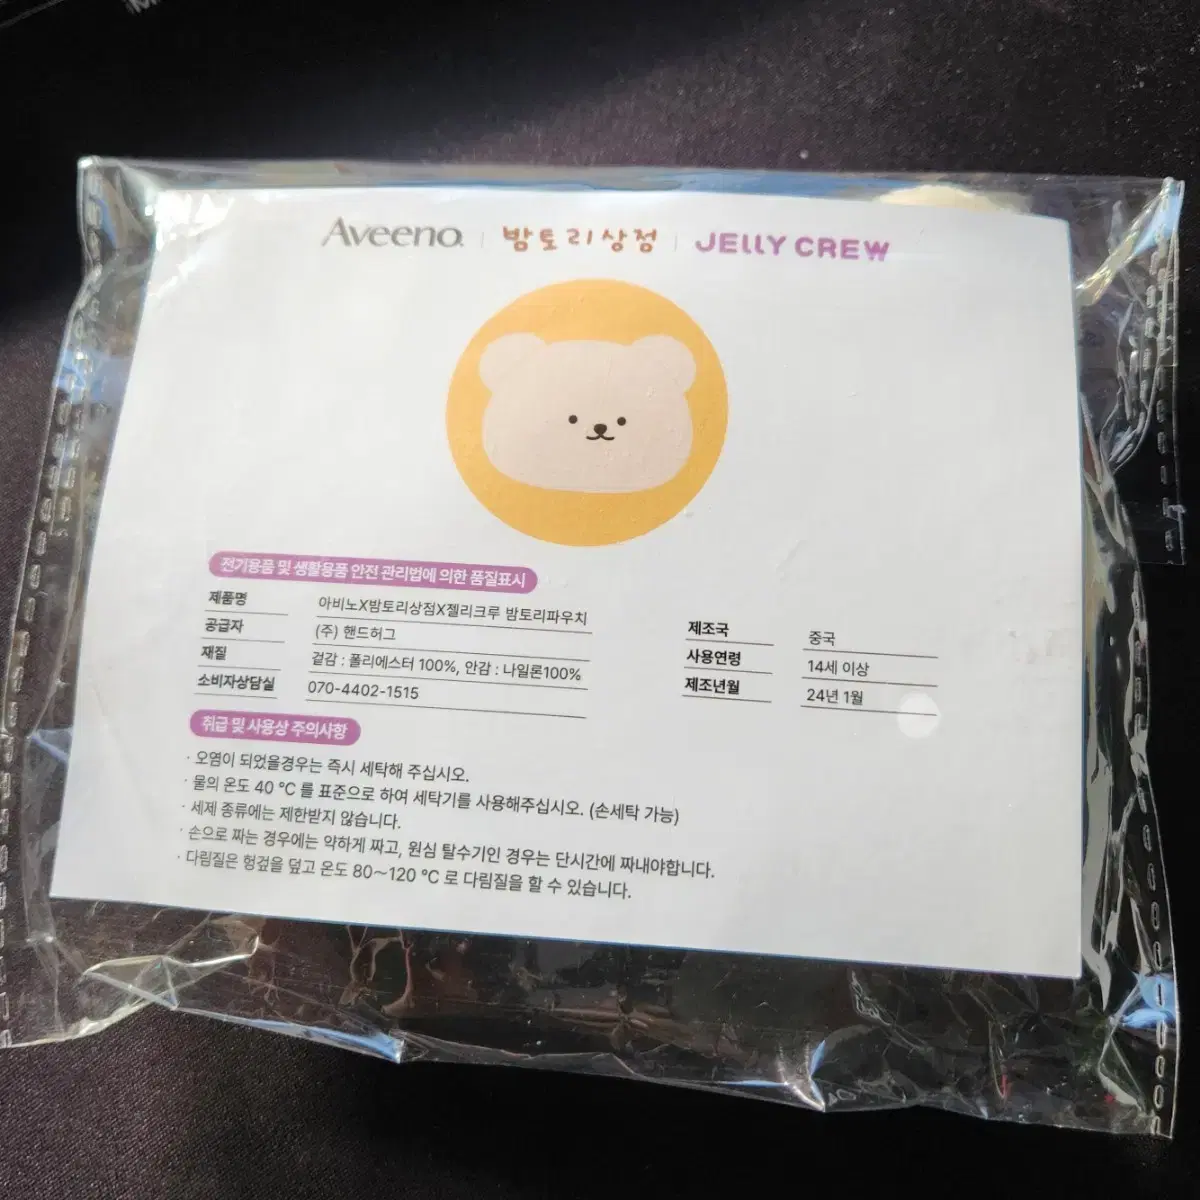 Aveeno. | 밤토리상점 | JELLY CREW
전기용품 및 생활용품 안전 관리법에 의한 품질표시
제품명 아비노X밤토리상점X젤리크루 밤토리파우치
공급자 (주) 핸드허그
재질 겉감 : 폴리에스터 100%, 안감 : 나일론100%
소비자상담실 070-4402-1515
제조국 중국
사용연령 14세 이상
제조년월 24년 1월
취급 및 사용상 주의사항
· 오염이 되었을경우는 즉시 세탁해 주십시오.
· 물의 온도 40 °C 를 표준으로 하여 세탁기를 사용해주십시오. (손세탁 가능)
· 세제 종류에는 제한받지 않습니다.
· 손으로 짜는 경우에는 약하게 짜고, 원심 탈수기인 경우는 단시간에 짜내야합니다.
· 다림질은 헝겊을 덮고 온도 80~120 °C 로 다림질을 할 수 있습니다.